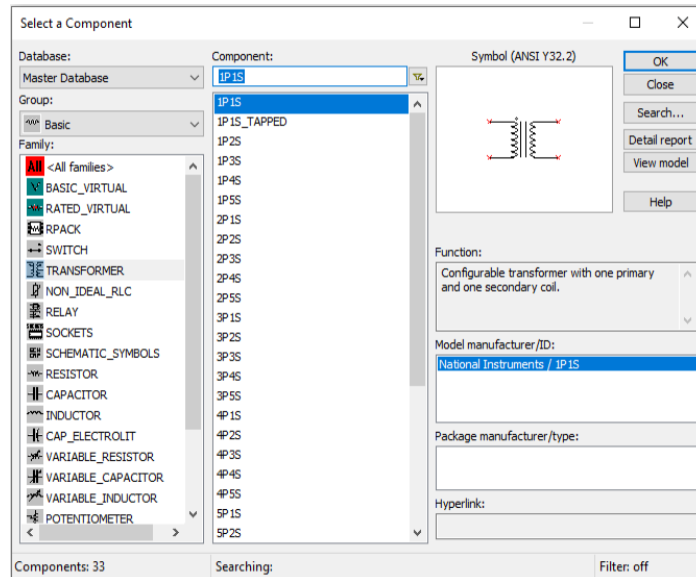 Select a Component
Database:
Master Database
Group:
Basic
Family:
All <All families>
BASIC_VIRTUAL
RATED_VIRTUAL
RPACK
SWITCH
TRANSFORMER
NON_IDEAL_RLC
RELAY
SOCKETS
SCHEMATIC_SYMBOLS
RESISTOR
CAPACITOR
INDUCTOR
CAP_ELECTROLIT
VARIABLE_RESISTOR
VARIABLE_CAPACITOR
VARIABLE_INDUCTOR
POTENTIOMETER
Component:
1P1S
1P1S
1P1S_TAPPED
1P2S
1P3S
1P4S
1P5S
2P1S
2P2S
2P3S
2P4S
2P5S
3P1S
3P2S
3P3S
3P4S
3P5S
4P1S
4P2S
4P3S
4P4S
4P5S
5P1S
5P2S
Symbol (ANSI Y32.2)
Function:
Configurable transformer with one primary
and one secondary coil.
Model manufacturer/ID:
National Instruments / 1P1S
Package manufacturer/type:
Hyperlink:
OK
Close
Search...
Detail report
View model
Help
Components: 33
Searching:
Filter: off